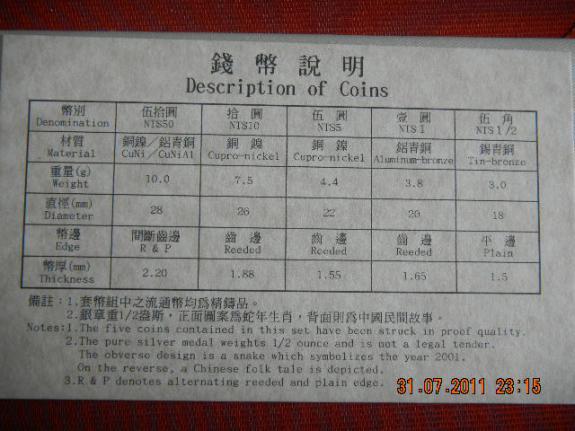 錢幣說明
Description of Coins
幣別 伍拾圓 拾圓 伍圓 壹圓 伍角
Denomination NT$50 NT$10 NT$5 NT$1 NT$1/2
材質 銅鎳／鋁青銅 銅鎳 銅鎳 鋁青銅 錫青銅
Material CuNi／CuNiAl Cupro-nickel Cupro-nickel Aluminum-bronze Tin-bronze
重量(g) 10.0 7.5 4.4 3.8 3.0
Weight
直徑(mm) 28 26 22 20 18
Diameter
幣邊 間斷齒邊 齒邊 齒邊 齒邊 平邊
Edge R & P Reeded Reeded Reeded Plain
幣厚(mm) 2.20 1.88 1.55 1.65 1.5
Thickness
備註：1.套幣組中之流通幣均為精鑄品。
2.銀章重1/2盎斯，正面圖案為蛇年生肖，背面則為中國民間故事。
Notes:1.The five coins contained in this set have been struck in proof quality.
2.The pure silver medal weights 1/2 ounce and is not a legal tender.
The obverso design is a snake which symbolizes the year 2001.
On the reverse, a Chinese folk tale is depicted.
3.R & P denotes alternating reeded and plain edge.
31.07.2011 23:15